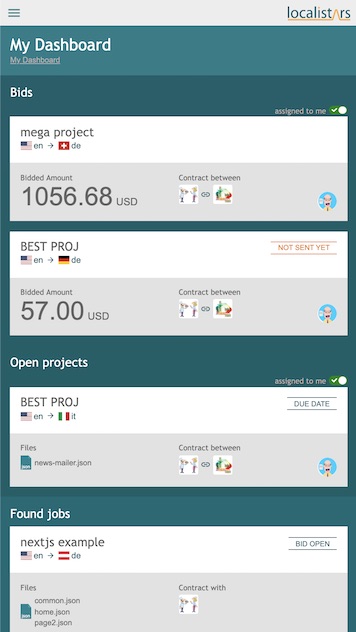 localistars
My Dashboard
My Dashboard
Bids
assigned to me
mega project
en → de
Bidded Amount
Contract between
1056.68 USD
BEST PROJ
NOT SENT YET
en → de
Bidded Amount
Contract between
57.00 USD
Open projects
assigned to me
BEST PROJ
DUE DATE
en → it
Files
Contract between
JSON
news-mailer.json
Found jobs
nextjs example
BID OPEN
en → de
Files
Contract with
JSON
common.json
home.json
page2.json